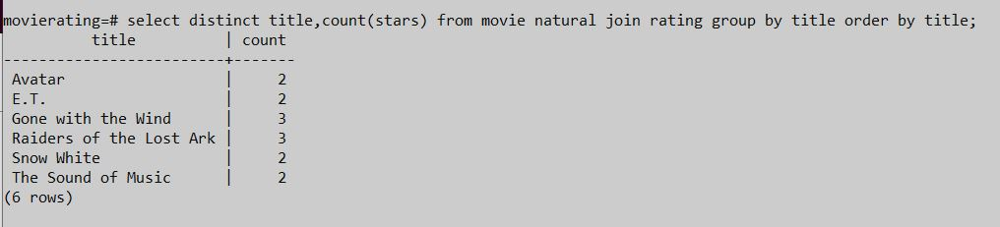 movierating=# select distinct title,count(stars) from movie natural join rating group by title order by title;
          title          | count
-------------------------+-------
 Avatar                  |     2
 E.T.                    |     2
 Gone with the Wind      |     3
 Raiders of the Lost Ark |     3
 Snow White              |     2
 The Sound of Music      |     2
(6 rows)